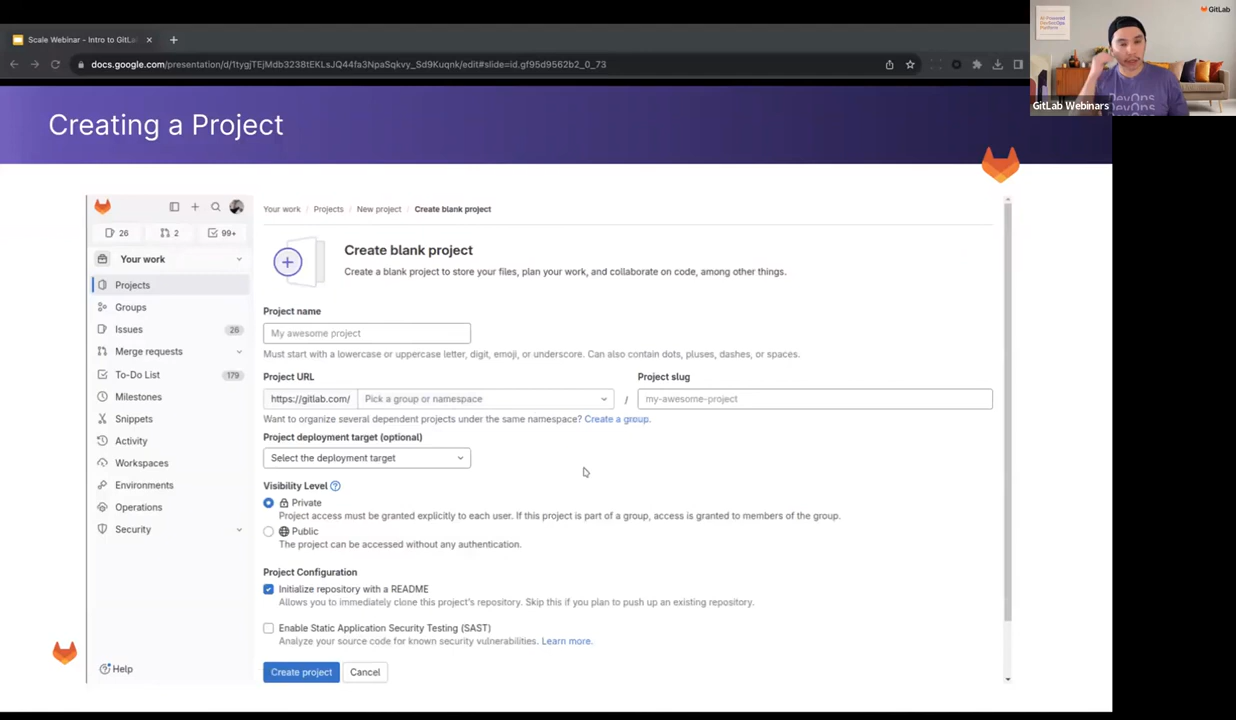 Scale Webinar - Intro to GitLa
docs.google.com/presentation/d/1tygjTEjMdb3238tEKLsJQ44fa3NpaSqkvy_Sd9Kuqnk/edit#slide=id.gf95d9562b2_0_73
GitLab
AI-Powered
DevSecOps
Platform
DevOps
GitLab Webinars
Creating a Project
26
2
99+
Your work
Projects
Groups
Issues 26
Merge requests
To-Do List 179
Milestones
Snippets
Activity
Workspaces
Environments
Operations
Security
Help
Your work / Projects / New project / Create blank project
Create blank project
Create a blank project to store your files, plan your work, and collaborate on code, among other things.
Project name
My awesome project
Must start with a lowercase or uppercase letter, digit, emoji, or underscore. Can also contain dots, pluses, dashes, or spaces.
Project URL
Project slug
https://gitlab.com/ Pick a group or namespace / my-awesome-project
Want to organize several dependent projects under the same namespace? Create a group.
Project deployment target (optional)
Select the deployment target
Visibility Level
Private
Project access must be granted explicitly to each user. If this project is part of a group, access is granted to members of the group.
Public
The project can be accessed without any authentication.
Project Configuration
Initialize repository with a README
Allows you to immediately clone this project's repository. Skip this if you plan to push up an existing repository.
Enable Static Application Security Testing (SAST)
Analyze your source code for known security vulnerabilities. Learn more.
Create project
Cancel